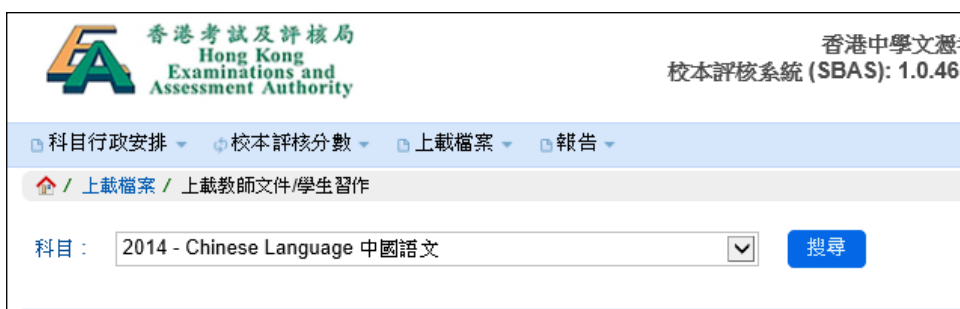 香港考試及評核局
Hong Kong
Examinations and
Assessment Authority
香港中學文憑
校本評核系統 (SBAS): 1.0.46
科目行政安排 校本評核分數 上載檔案 報告
/ 上載檔案 / 上載教師文件/學生習作
科目 : 2014 - Chinese Language 中國語文 搜尋